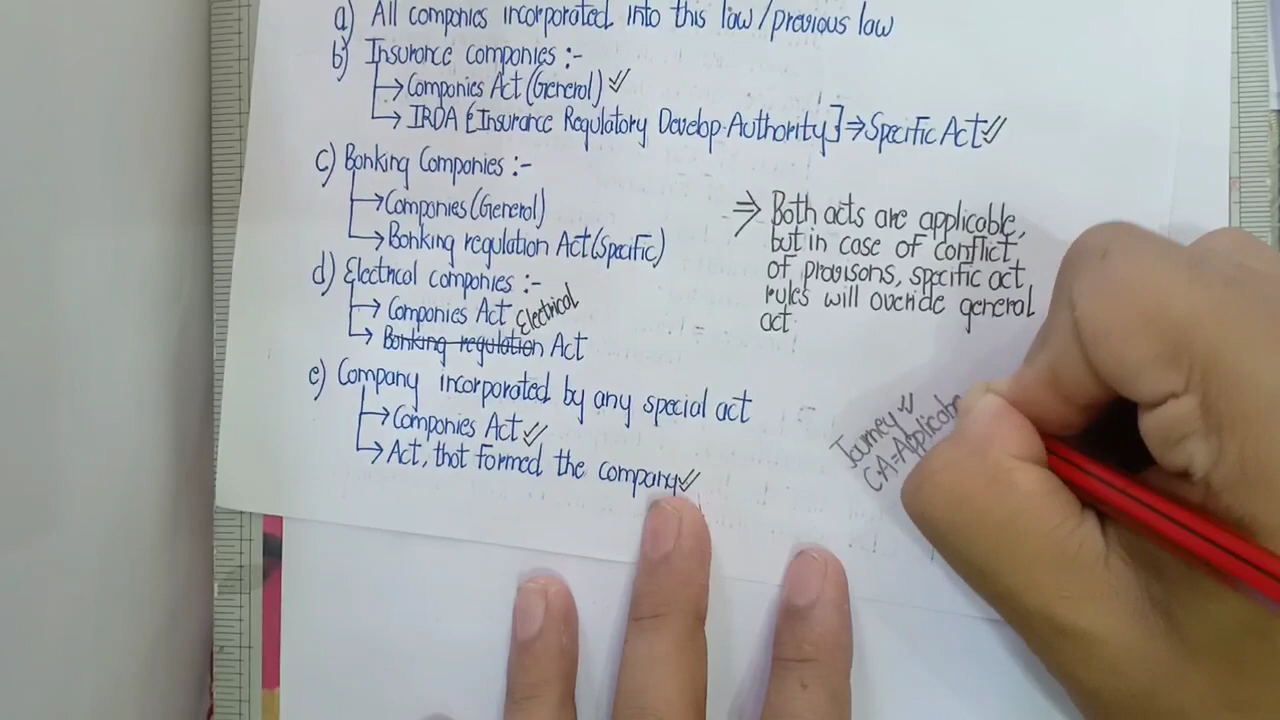 a) All companies incorporated into this law/previous law
b) Insurance companies :-
→ Companies Act (General) ✓
→ IRDA [Insurance Regulatory Develop. Authority] ⇒ Specific Act ✓
c) Banking Companies :-
→ Companies (General)
→ Banking regulation Act (Specific)
d) Electrical companies :-
→ Companies Act
Electrical
→ Banking regulation Act
e) Company incorporated by any special act
→ Companies Act ✓
→ Act, that formed the company ✓
⇒ Both acts are applicable,
but in case of conflict
of provisons, specific act
rules will override general
act
Journey ✓
C.A=Applicable